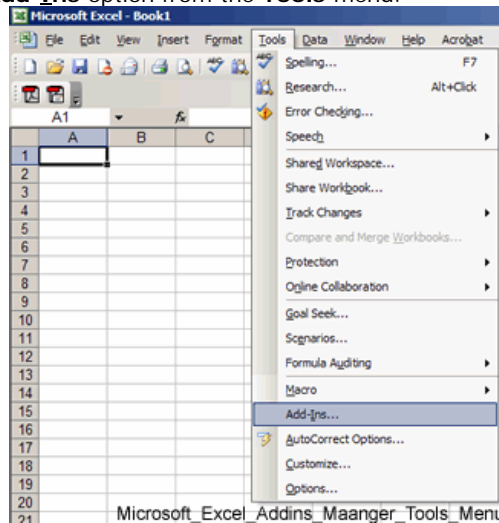 Add-Ins option from the Tools menu.
Microsoft Excel - Book1
File Edit View Insert Format Tools Data Window Help Acrobat
Spelling... F7
Research... Alt+Click
Error Checking...
Speech
Shared Workspace...
Share Workbook...
Track Changes
Compare and Merge Workbooks...
Protection
Online Collaboration
Goal Seek...
Scenarios...
Formula Auditing
Macro
Add-Ins...
AutoCorrect Options...
Customize...
Options...
A1 fx
A B C
1
2
3
4
5
6
7
8
9
10
11
12
13
14
15
16
17
18
19
20
21
Microsoft_Excel_Addins_Maanger_Tools_Menu